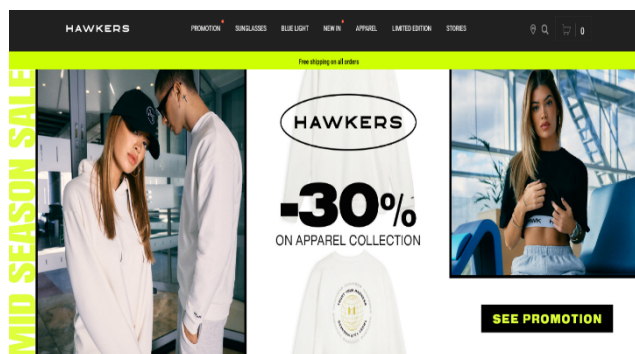 HAWKERS
PROMOTION SUNGLASSES BLUE LIGHT NEW IN APPAREL LIMITED EDITION STORIES 0
Free shipping on all orders
MID SEASON SALE
HAWKERS
-30%
ON APPAREL COLLECTION
HAWKERS
SEE PROMOTION